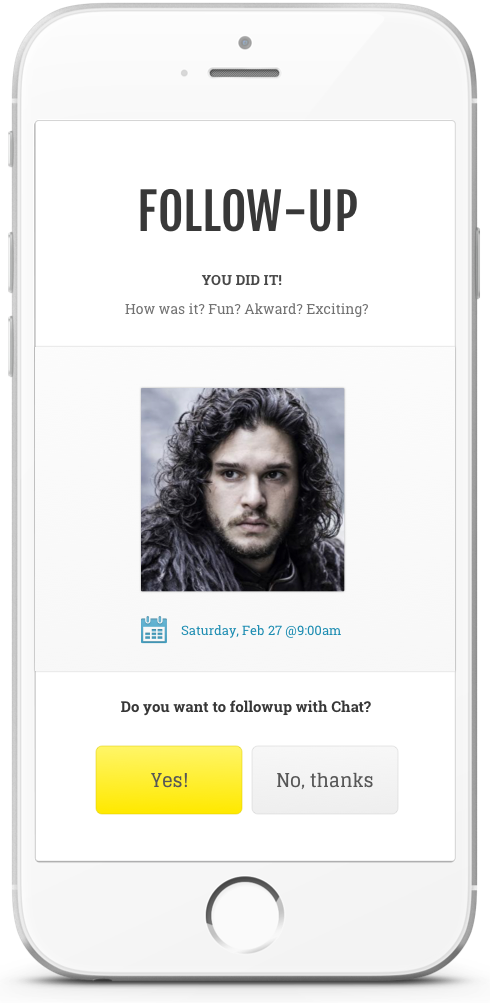 FOLLOW-UP
YOU DID IT!
How was it? Fun? Akward? Exciting?
Saturday, Feb 27 @9:00am
Do you want to followup with Chat?
Yes!
No, thanks